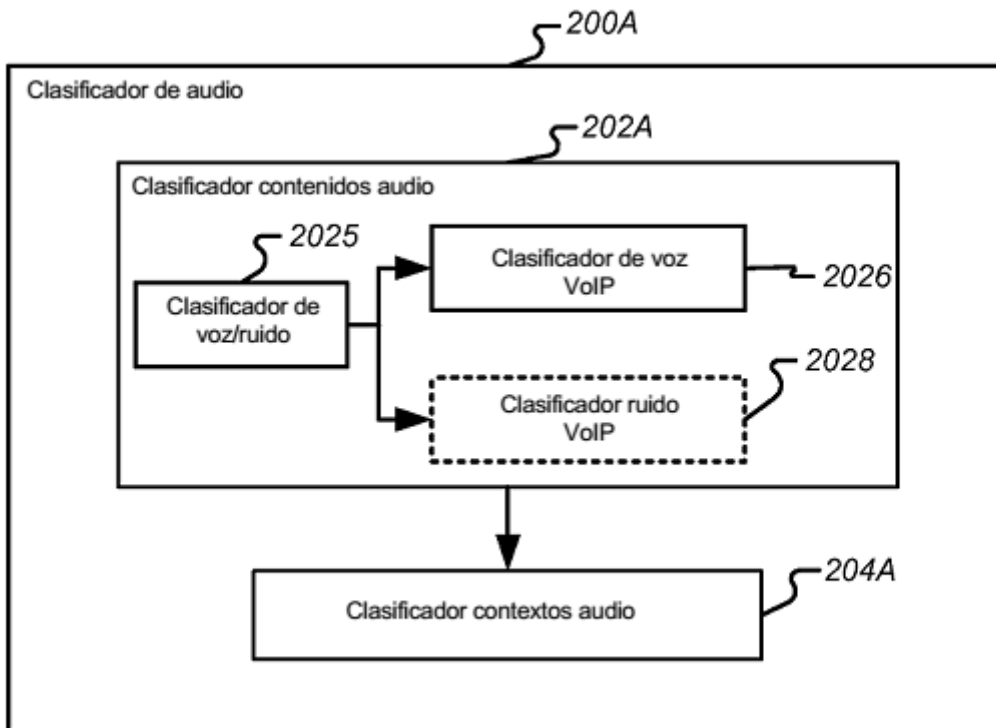 200A
Clasificador de audio
202A
Clasificador contenidos audio
2025
Clasificador de
voz/ruido
Clasificador de voz
VoIP
2026
2028
Clasificador ruido
VoIP
204A
Clasificador contextos audio